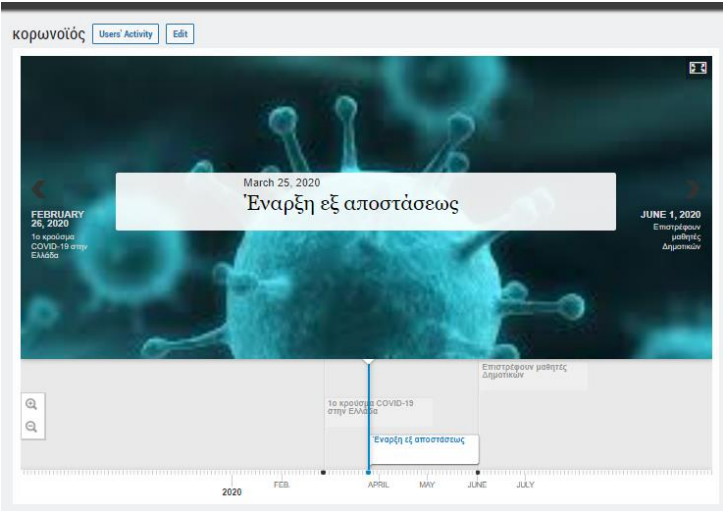 κορωνοϊός Users' Activity Edit
March 25, 2020
Έναρξη εξ αποστάσεως
FEBRUARY
26, 2020
1ο κρούσμα
COVID-19 στην
Ελλάδα
JUNE 1, 2020
Επιστρέφουν
μαθητές
Δημοτικών
Επιστρέφουν μαθητές
Δημοτικών
1ο κρούσμα COVID-19
στην Ελλάδα
Έναρξη εξ αποστάσεως
2020 FEB. APRIL MAY JUNE JULY